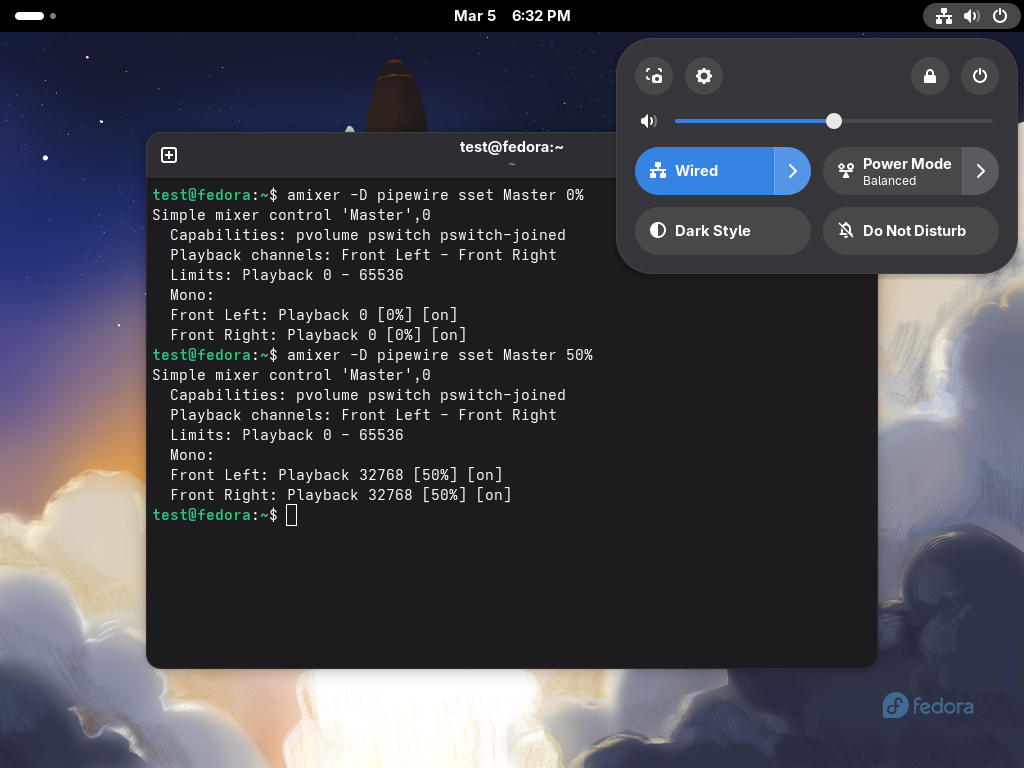 Mar 5 6:32 PM
Wired
Power Mode
Balanced
Dark Style
Do Not Disturb
test@fedora:~
~
test@fedora:~$ amixer -D pipewire sset Master 0%
Simple mixer control 'Master',0
  Capabilities: pvolume pswitch pswitch-joined
  Playback channels: Front Left - Front Right
  Limits: Playback 0 - 65536
  Mono:
  Front Left: Playback 0 [0%] [on]
  Front Right: Playback 0 [0%] [on]
test@fedora:~$ amixer -D pipewire sset Master 50%
Simple mixer control 'Master',0
  Capabilities: pvolume pswitch pswitch-joined
  Playback channels: Front Left - Front Right
  Limits: Playback 0 - 65536
  Mono:
  Front Left: Playback 32768 [50%] [on]
  Front Right: Playback 32768 [50%] [on]
test@fedora:~$
fedora